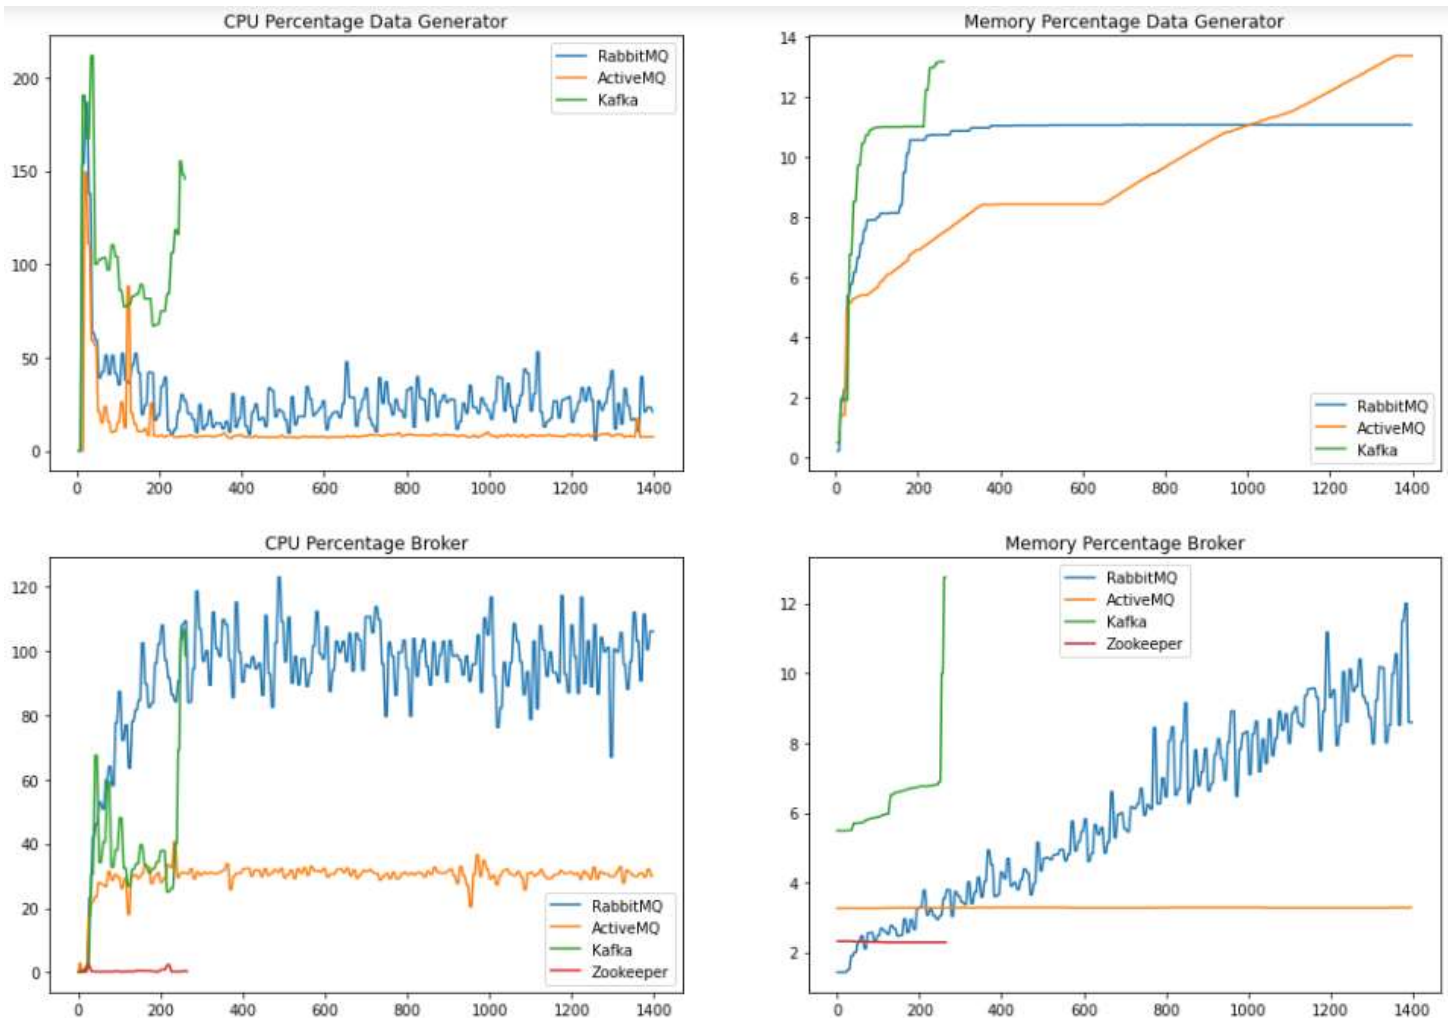 CPU Percentage Data Generator
200
150
100
50
0
0 200 400 600 800 1000 1200 1400
RabbitMQ
ActiveMQ
Kafka
Memory Percentage Data Generator
14
12
10
8
6
4
2
0
0 200 400 600 800 1000 1200 1400
RabbitMQ
ActiveMQ
Kafka
CPU Percentage Broker
120
100
80
60
40
20
0
0 200 400 600 800 1000 1200 1400
RabbitMQ
ActiveMQ
Kafka
Zookeeper
Memory Percentage Broker
12
10
8
6
4
2
0 200 400 600 800 1000 1200 1400
RabbitMQ
ActiveMQ
Kafka
Zookeeper